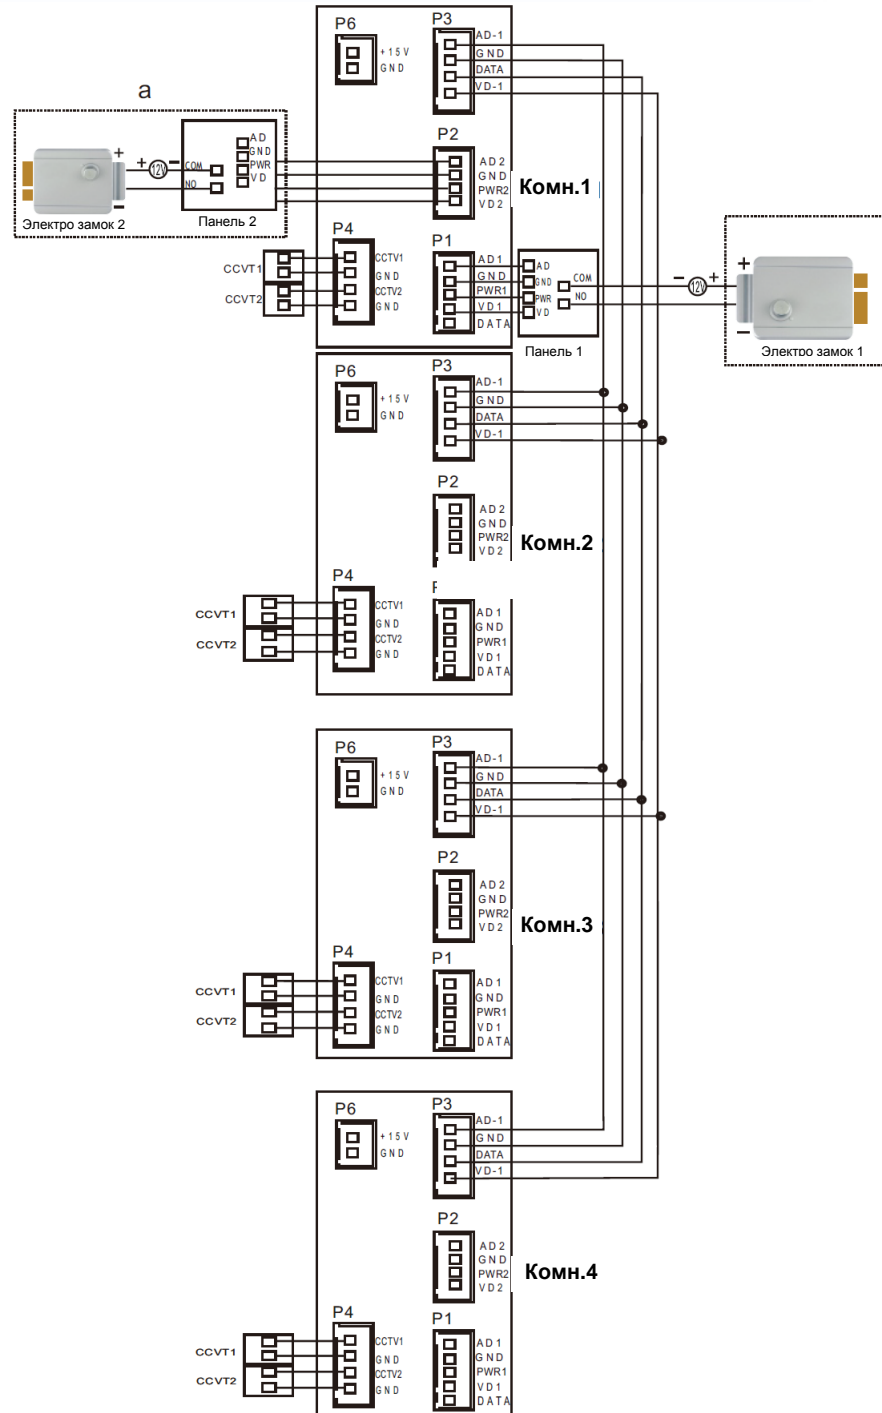 P6
+15V
GND
P3
AD-1
GND
DATA
VD-1
a
+
-
+
12V
-
COM
NO
AD
GND
PWR
VD
Электро замок 2
Панель 2
P2
AD2
GND
PWR2
VD2
Комн.1
CCVT1
CCVT2
P4
CCTV1
GND
CCTV2
GND
P1
AD1
GND
PWR1
VD1
DATA
AD
GND
PWR
VD
COM
NO
Панель 1
-
12V
+
+
-
Электро замок 1
P6
+15V
GND
P3
AD-1
GND
DATA
VD-1
P2
AD2
GND
PWR2
VD2
Комн.2
CCVT1
CCVT2
P4
CCTV1
GND
CCTV2
GND
AD1
GND
PWR1
VD1
DATA
P6
+15V
GND
P3
AD-1
GND
DATA
VD-1
P2
AD2
GND
PWR2
VD2
Комн.3
CCVT1
CCVT2
P4
CCTV1
GND
CCTV2
GND
P1
AD1
GND
PWR1
VD1
DATA
P6
+15V
GND
P3
AD-1
GND
DATA
VD-1
P2
AD2
GND
PWR2
VD2
Комн.4
CCVT1
CCVT2
P4
CCTV1
GND
CCTV2
GND
P1
AD1
GND
PWR1
VD1
DATA